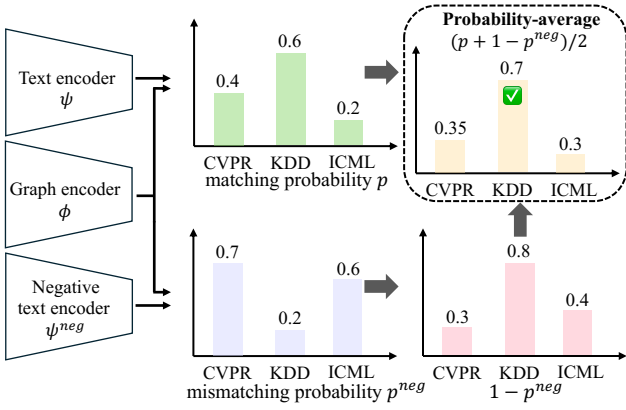 Text encoder
ψ
Graph encoder
ϕ
Negative
text encoder
ψ^{neg}
0.4
0.6
0.2
CVPR KDD ICML
matching probability p
Probability-average
(p + 1 − p^{neg})/2
0.35
0.7
0.3
CVPR KDD ICML
0.7
0.2
0.6
CVPR KDD ICML
mismatching probability p^{neg}
0.3
0.8
0.4
CVPR KDD ICML
1 − p^{neg}